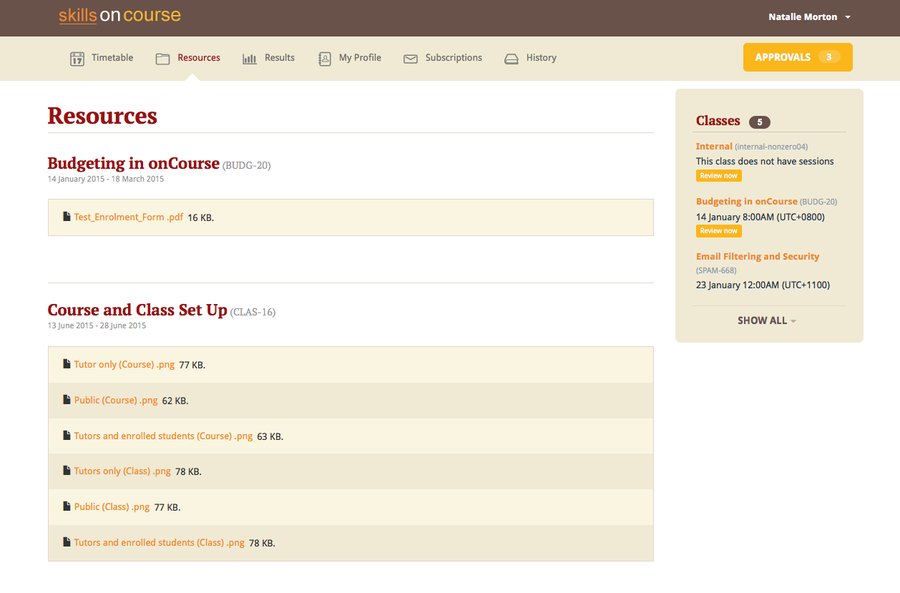 skillsoncourse
Natalie Morton
17 Timetable Resources Results My Profile Subscriptions History APPROVALS 3
Resources
Budgeting in onCourse (BUDG-20)
14 January 2015 - 18 March 2015
Test_Enrolment_Form .pdf 16 KB.
Course and Class Set Up (CLAS-16)
13 June 2015 - 28 June 2015
Tutor only (Course) .png 77 KB.
Public (Course) .png 62 KB.
Tutors and enrolled students (Course) .png 63 KB.
Tutors only (Class) .png 78 KB.
Public (Class) .png 77 KB.
Tutors and enrolled students (Class) .png 78 KB.
Classes 5
Internal (internal-nonzero04)
This class does not have sessions
Review now
Budgeting in onCourse (BUDG-20)
14 January 8:00AM (UTC+0800)
Review now
Email Filtering and Security
(SPAM-668)
23 January 12:00AM (UTC+1100)
SHOW ALL